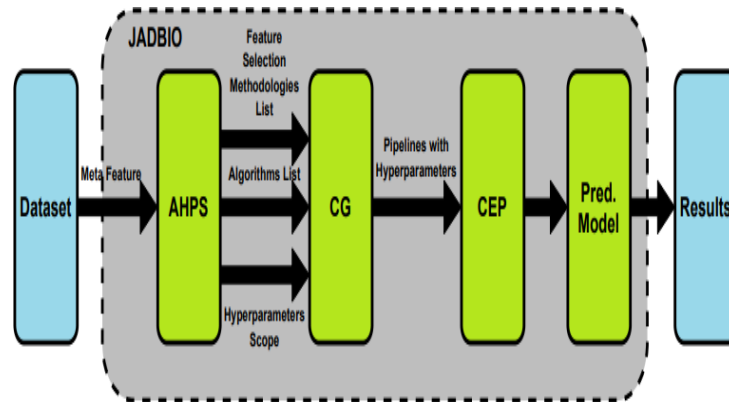 JADBIO
Feature
Selection
Methodologies
List
Meta Feature
Algorithms List
Pipelines with
Hyperparameters
Dataset
AHPS
CG
CEP
Pred.
Model
Results
Hyperparameters
Scope